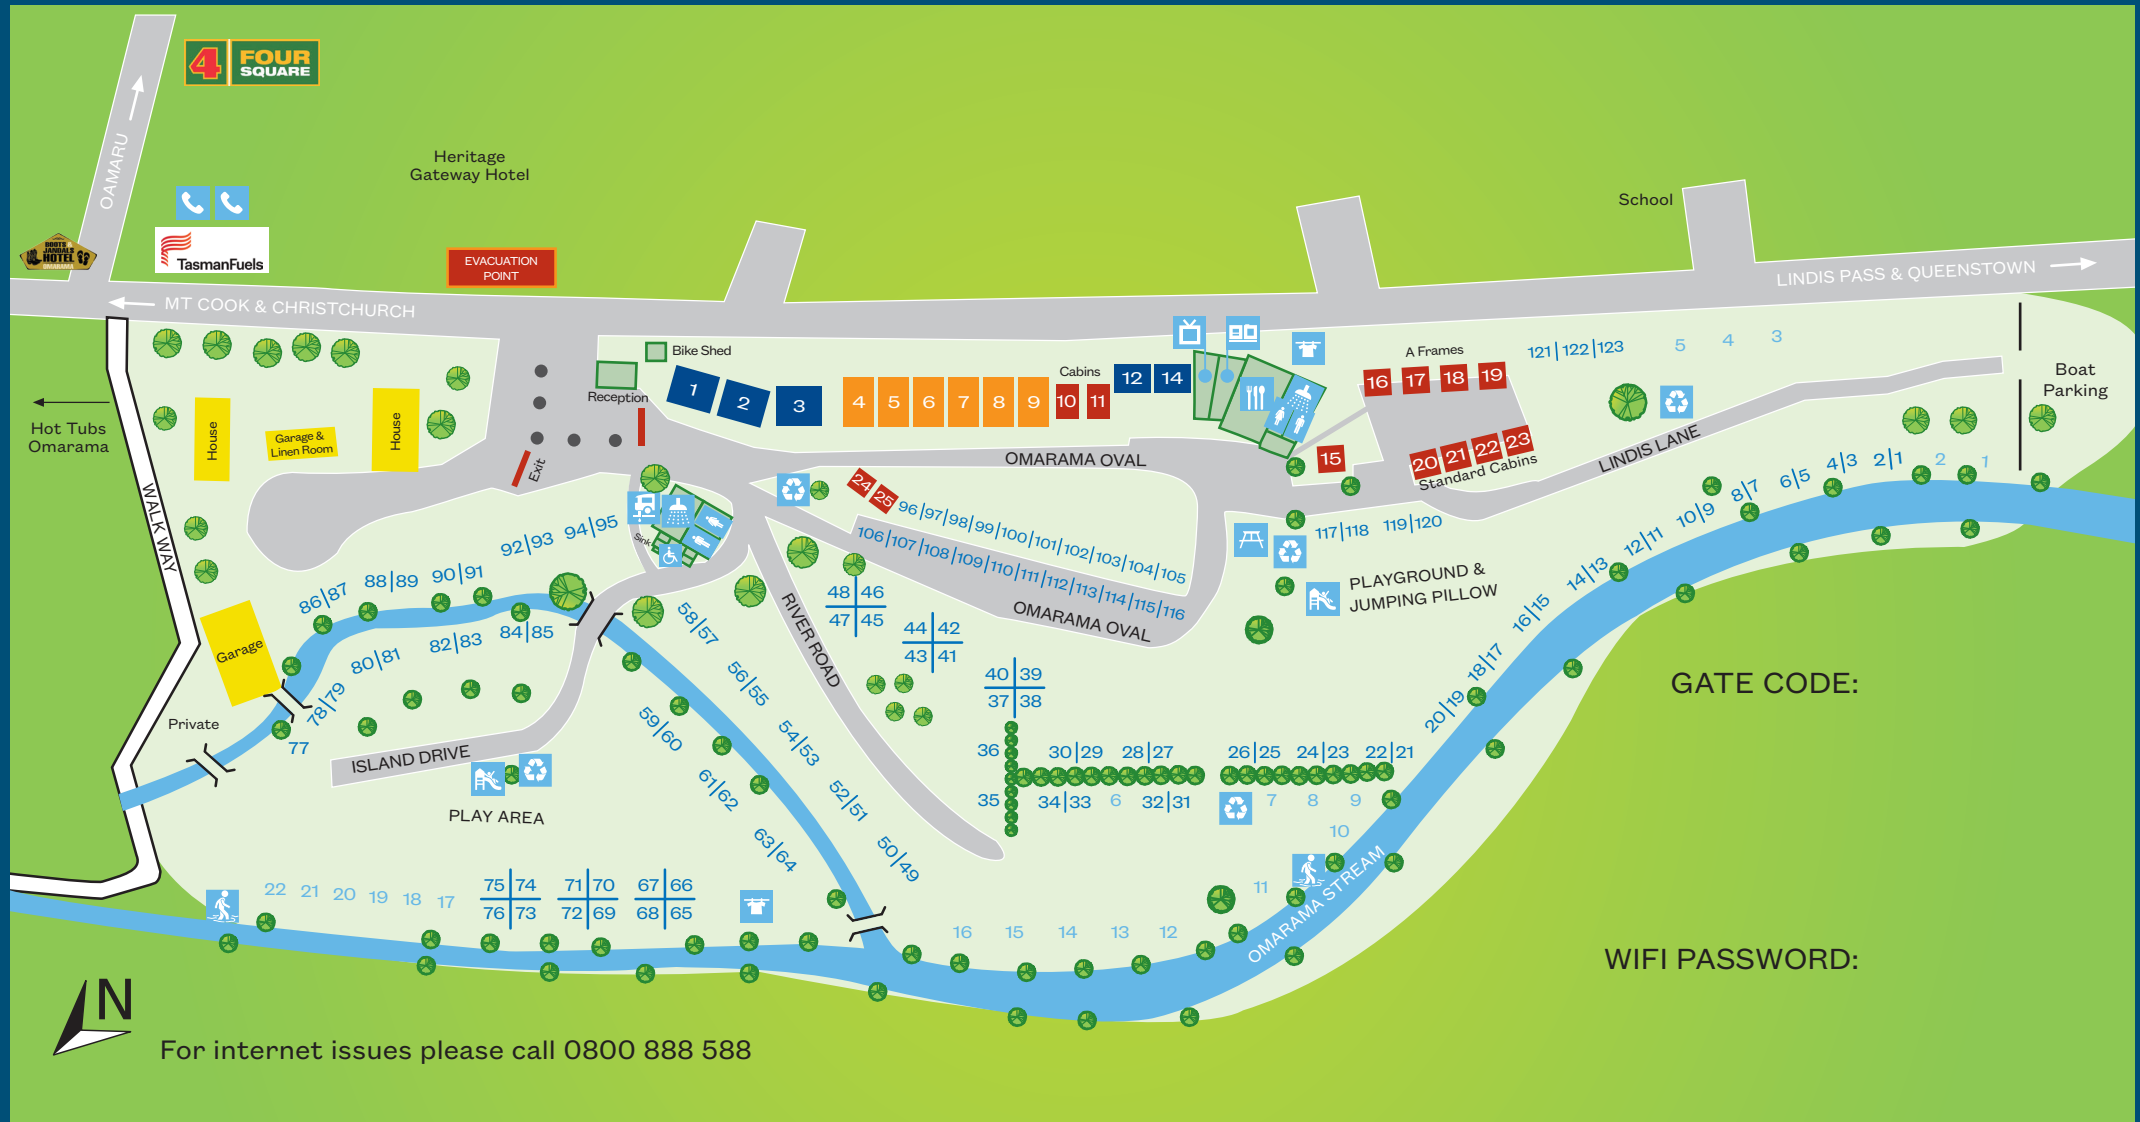 4 FOUR
SQUARE
OAMARU
Heritage
Gateway Hotel
School
BOOTS &
JANDALS
HOTEL
OMARAMA
TasmanFuels
EVACUATION
POINT
LINDIS PASS & QUEENSTOWN
MT COOK & CHRISTCHURCH
Bike Shed
Reception
1
2
3
4
5
6
7
8
9
Cabins
10
11
12
14
A Frames
16
17
18
19
121|122|123
5
4
3
Boat
Parking
Hot Tubs
Omarama
House
Garage &
Linen Room
House
Exit
OMARAMA OVAL
15
20
21
22
23
Standard Cabins
LINDIS LANE
4|3
2|1
2
1
6|5
8|7
10|9
12|11
14|13
16|15
18|17
20|19
WALK WAY
24
25
96|97|98|99|100|101|102|103|104|105
106|107|108|109|110|111|112|113|114|115|116
OMARAMA OVAL
117|118
119|120
PLAYGROUND &
JUMPING PILLOW
Sink
94|95
92|93
90|91
88|89
86|87
84|85
82|83
80|81
78|79
77
Garage
Private
ISLAND DRIVE
PLAY AREA
RIVER ROAD
58|57
56|55
54|53
52|51
50|49
59|60
61|62
63|64
48|46
47|45
44|42
43|41
40|39
37|38
36
35
30|29
28|27
26|25
24|23
22|21
34|33
6
32|31
7
8
9
10
11
OMARAMA STREAM
22
21
20
19
18
17
75|74
76|73
71|70
72|69
67|66
68|65
16
15
14
13
12
GATE CODE:
WIFI PASSWORD:
N
For internet issues please call 0800 888 588